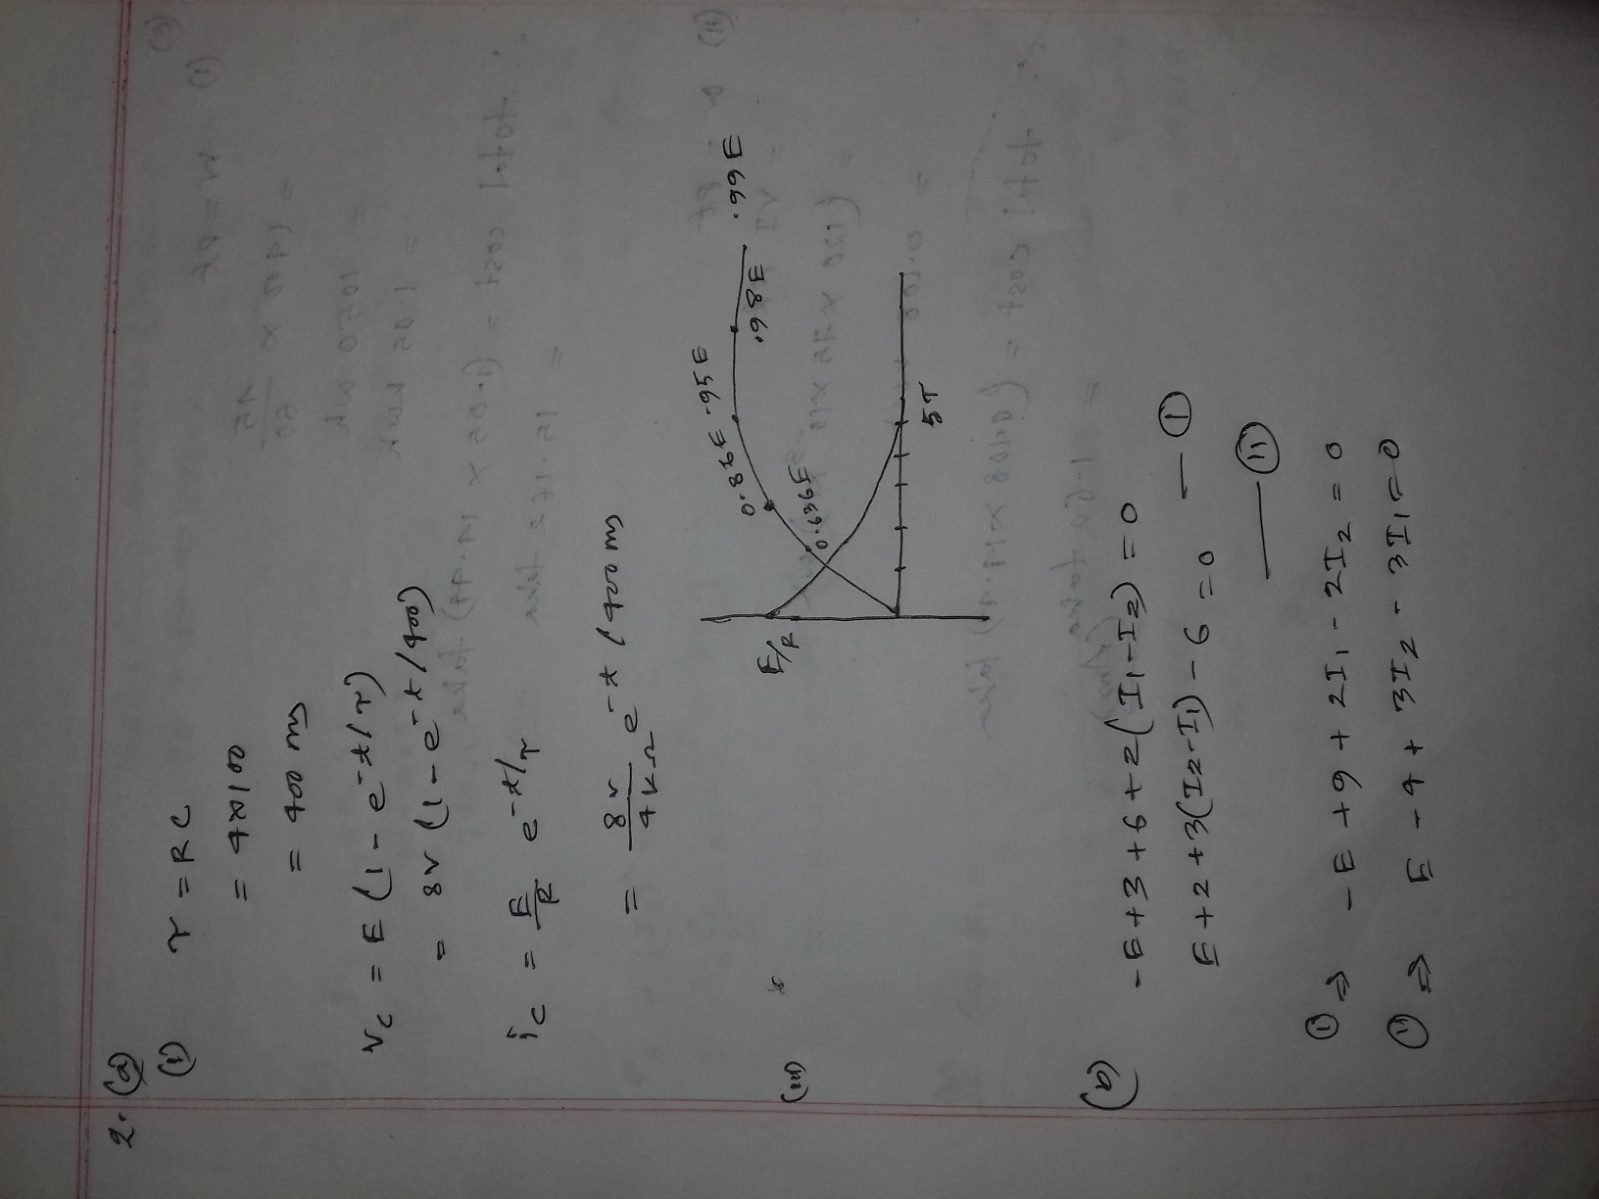 2. (a)
(i) τ = RC
= 4×100
= 400 ms
vc = E (1 - e^-t/τ)
= 8v (1 - e^-t/400)
ic = E/R e^-t/τ
= 8v/4KΩ e^-t/400ms
(iii)
E/R
0.636E 0.86E .95E .98E .99E
5τ
(b) -E+3+6+2(I1-I2)=0 — (i)
E+2+3(I2-I1)-6=0 — (ii)
(i) ⇒ -E+9+2I1-2I2=0
(ii) ⇒ E-4+3I2-3I1=0